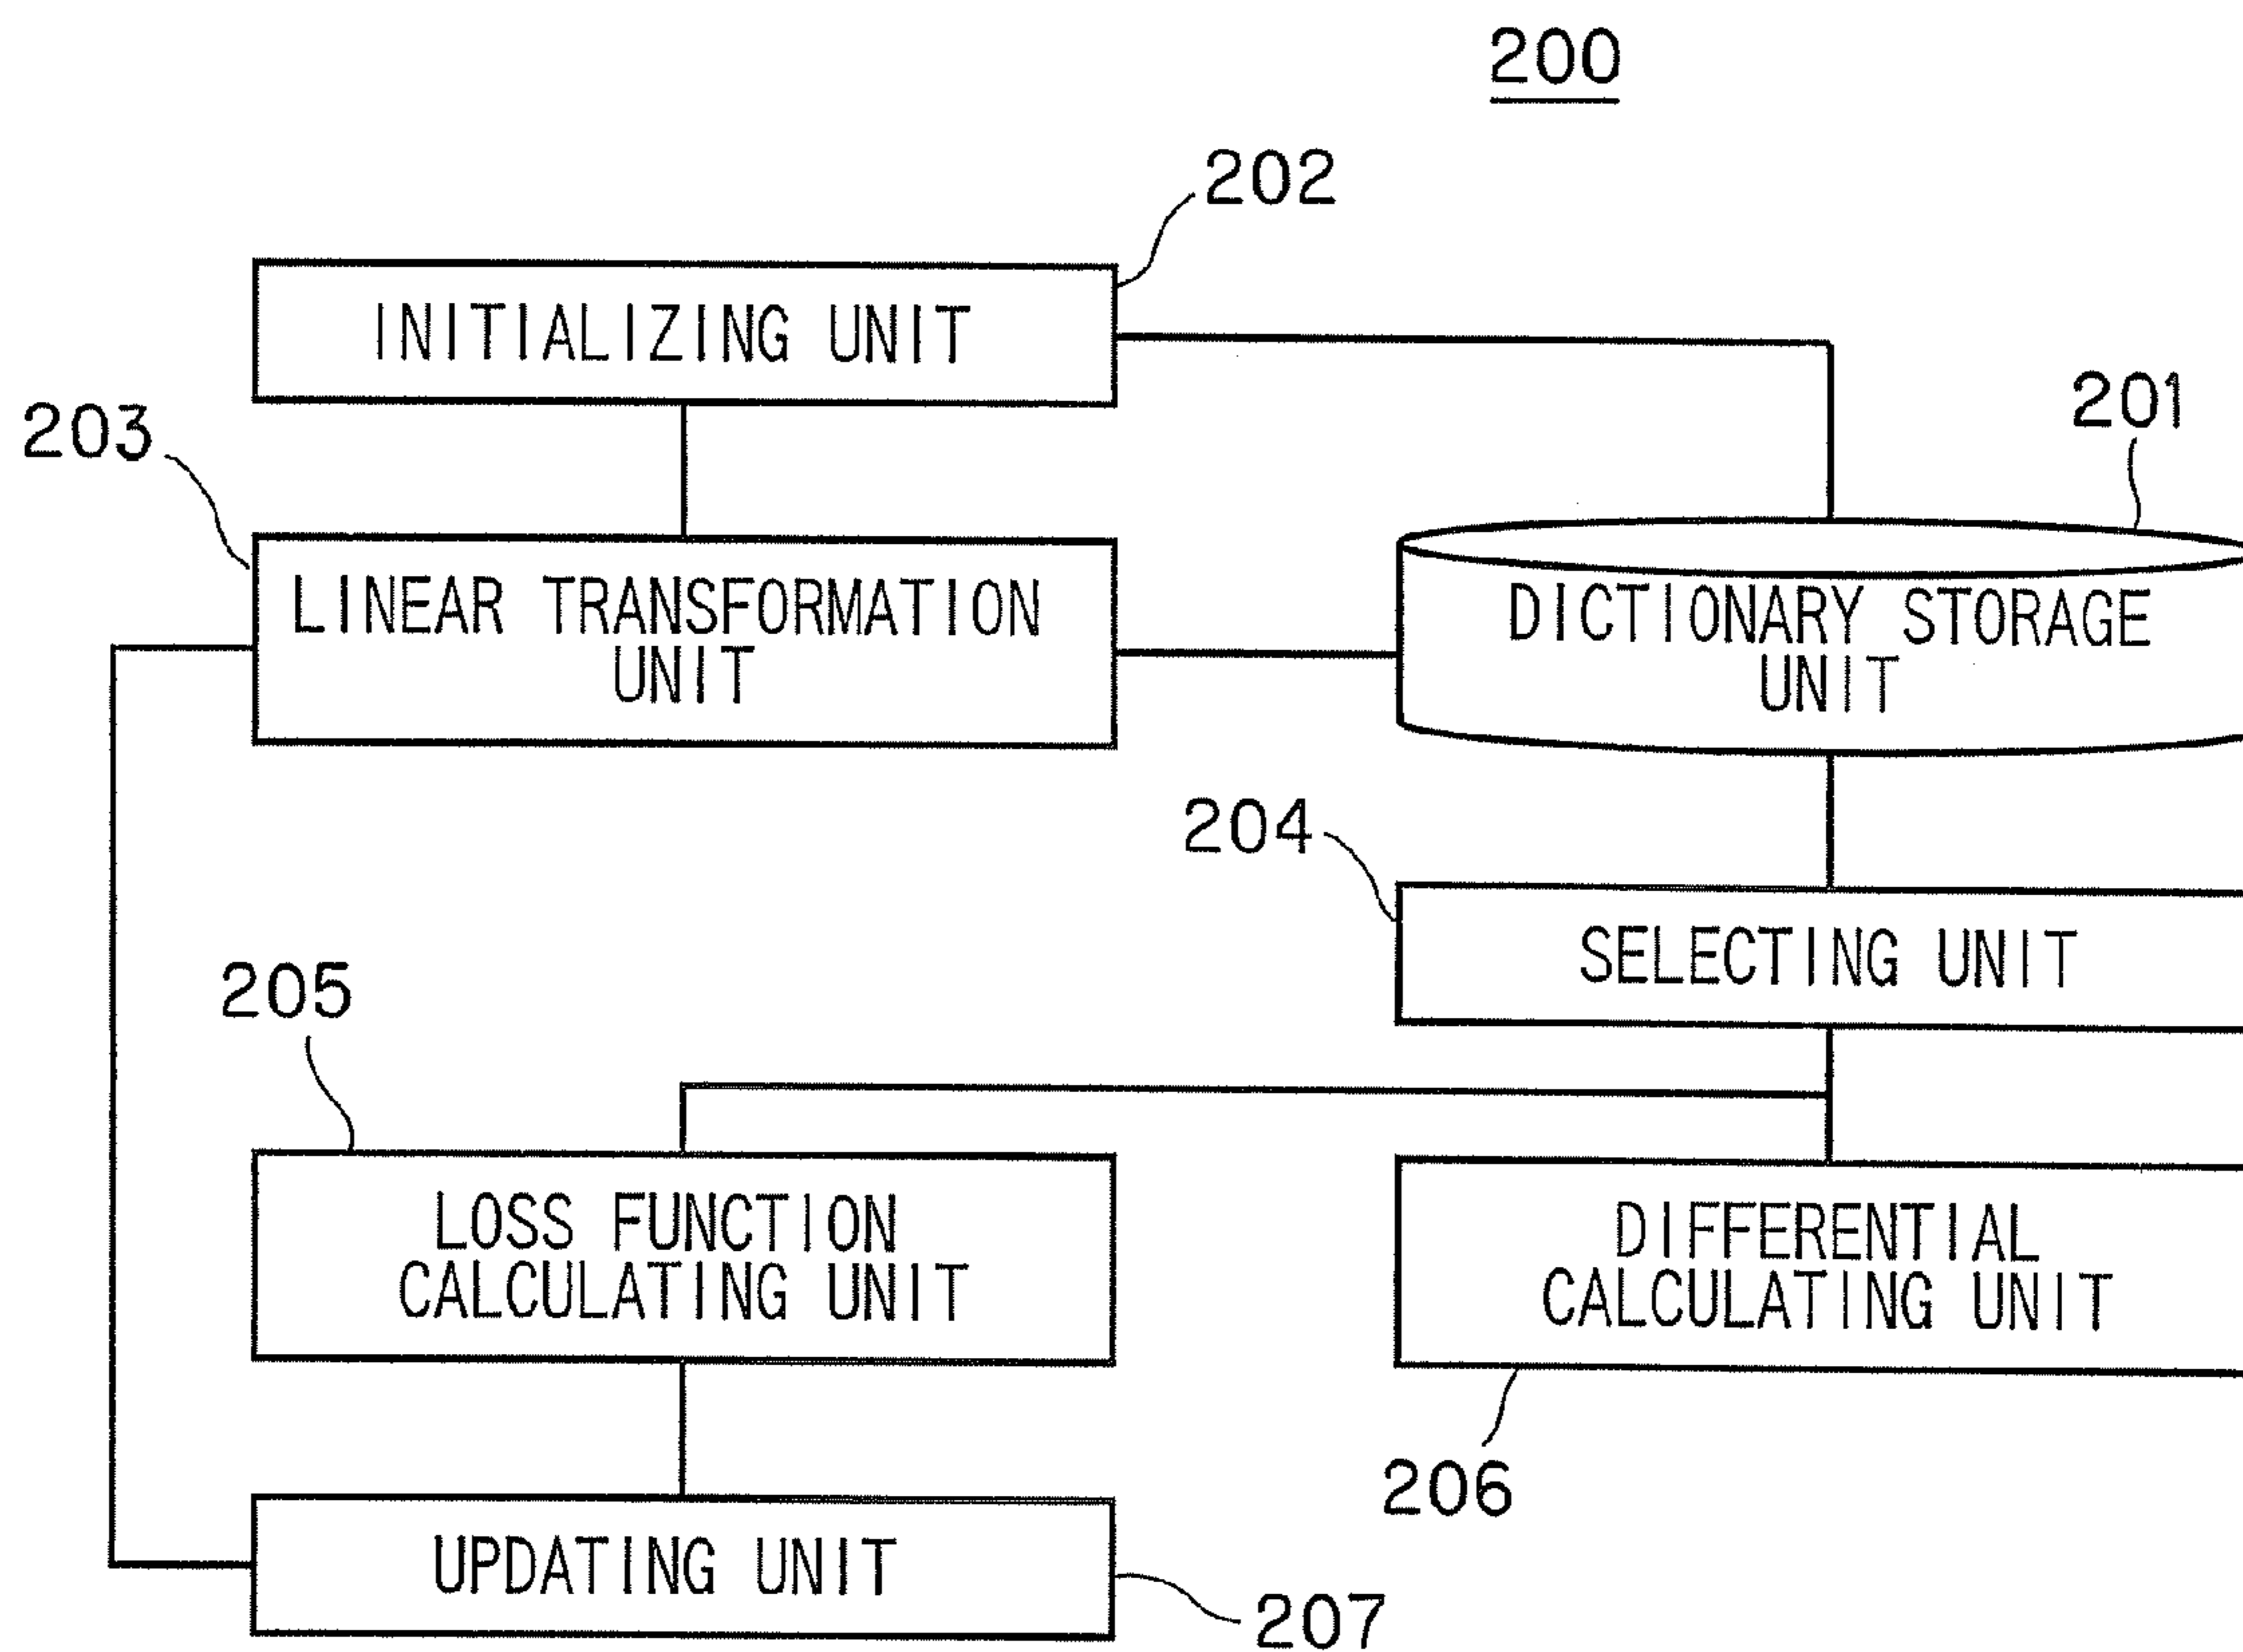 200
202
INITIALIZING UNIT
203
201
LINEAR TRANSFORMATION
UNIT
DICTIONARY STORAGE
UNIT
204
SELECTING UNIT
205
LOSS FUNCTION
CALCULATING UNIT
DIFFERENTIAL
CALCULATING UNIT
206
UPDATING UNIT
207